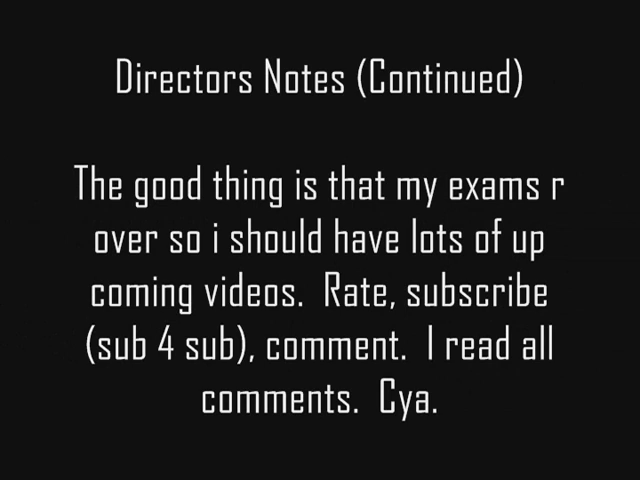 Directors Notes (Continued)
The good thing is that my exams r
over so i should have lots of up
coming videos.  Rate, subscribe
(sub 4 sub), comment.  I read all
comments.  Cya.